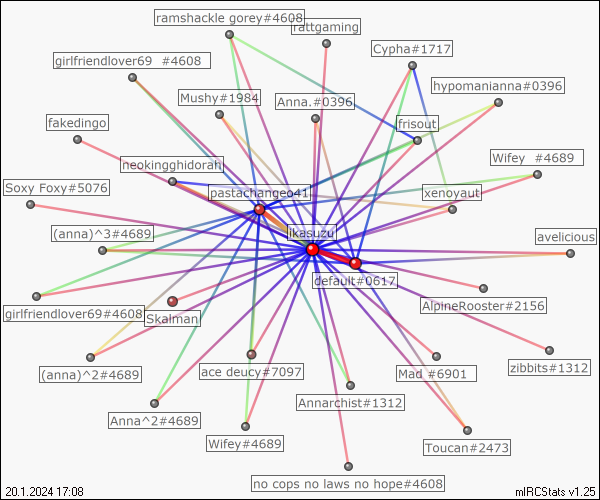 ramshackle gorey#4608
rattgaming
Cypha#1717
girlfriendlover69 #4608
hypomanianna#0396
Mushy#1984
Anna.#0396
fakedingo
frisout
neokingghidorah
Wifey #4689
Soxy Foxy#5076
pastachangeo41
xenoyaut
(anna)^3#4689
ikasuzu
avelicious
default#0617
girlfriendlover69#4608
Skalman
AlpineRooster#2156
(anna)^2#4689
ace deucy#7097
Mad #6901
zibbits#1312
Anna^2#4689
Annarchist#1312
Wifey#4689
Toucan#2473
no cops no laws no hope#4608
20.1.2024 17:08
mIRCStats v1.25